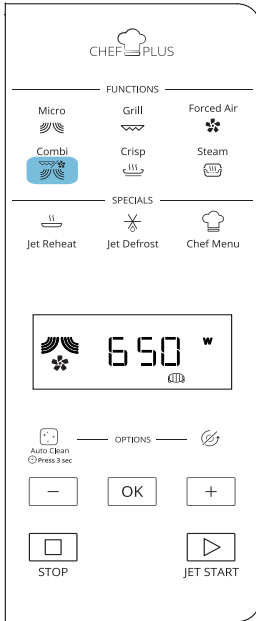 CHEF PLUS
FUNCTIONS
Micro Grill Forced Air
Combi Crisp Steam
SPECIALS
Jet Reheat Jet Defrost Chef Menu
650 W
OPTIONS
Auto Clean
Press 3 sec
− OK +
STOP JET START